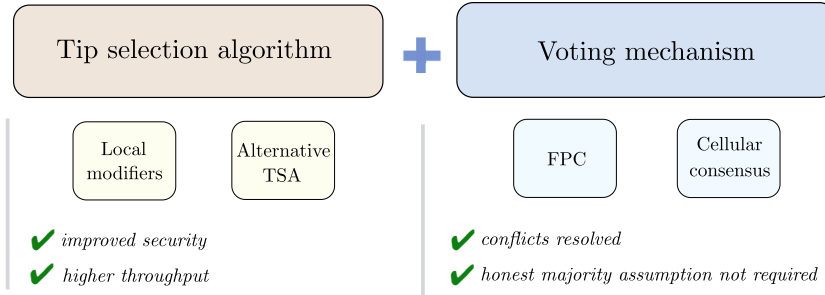 Tip selection algorithm
Voting mechanism
Local
modifiers
Alternative
TSA
FPC
Cellular
consensus
improved security
higher throughput
conflicts resolved
honest majority assumption not required